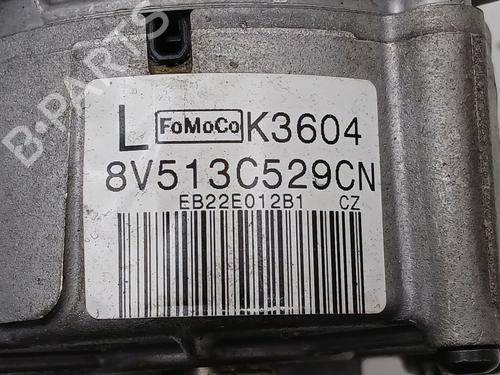 B-PARTS
L FoMoCo K3604
8V513C529CN
EB22E012B1 CZ